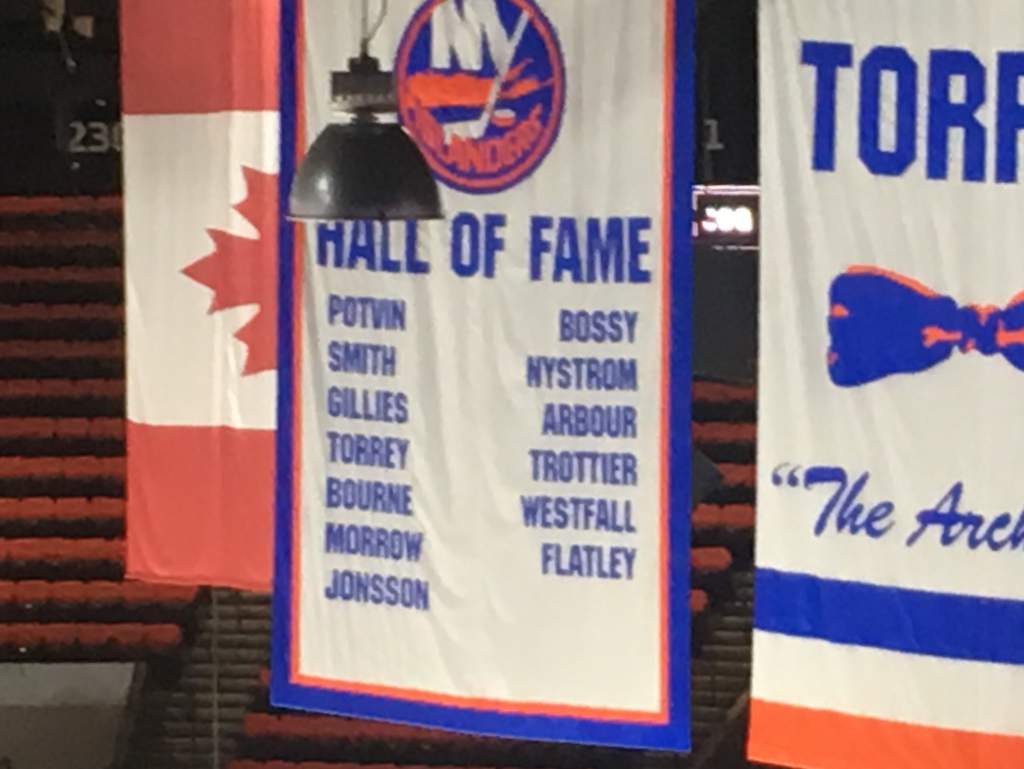 NY
ISLANDERS
HALL OF FAME
POTVIN
SMITH
GILLIES
TORREY
BOURNE
MORROW
JONSSON
BOSSY
NYSTROM
ARBOUR
TROTTIER
WESTFALL
FLATLEY
TORR
“The Arch
230